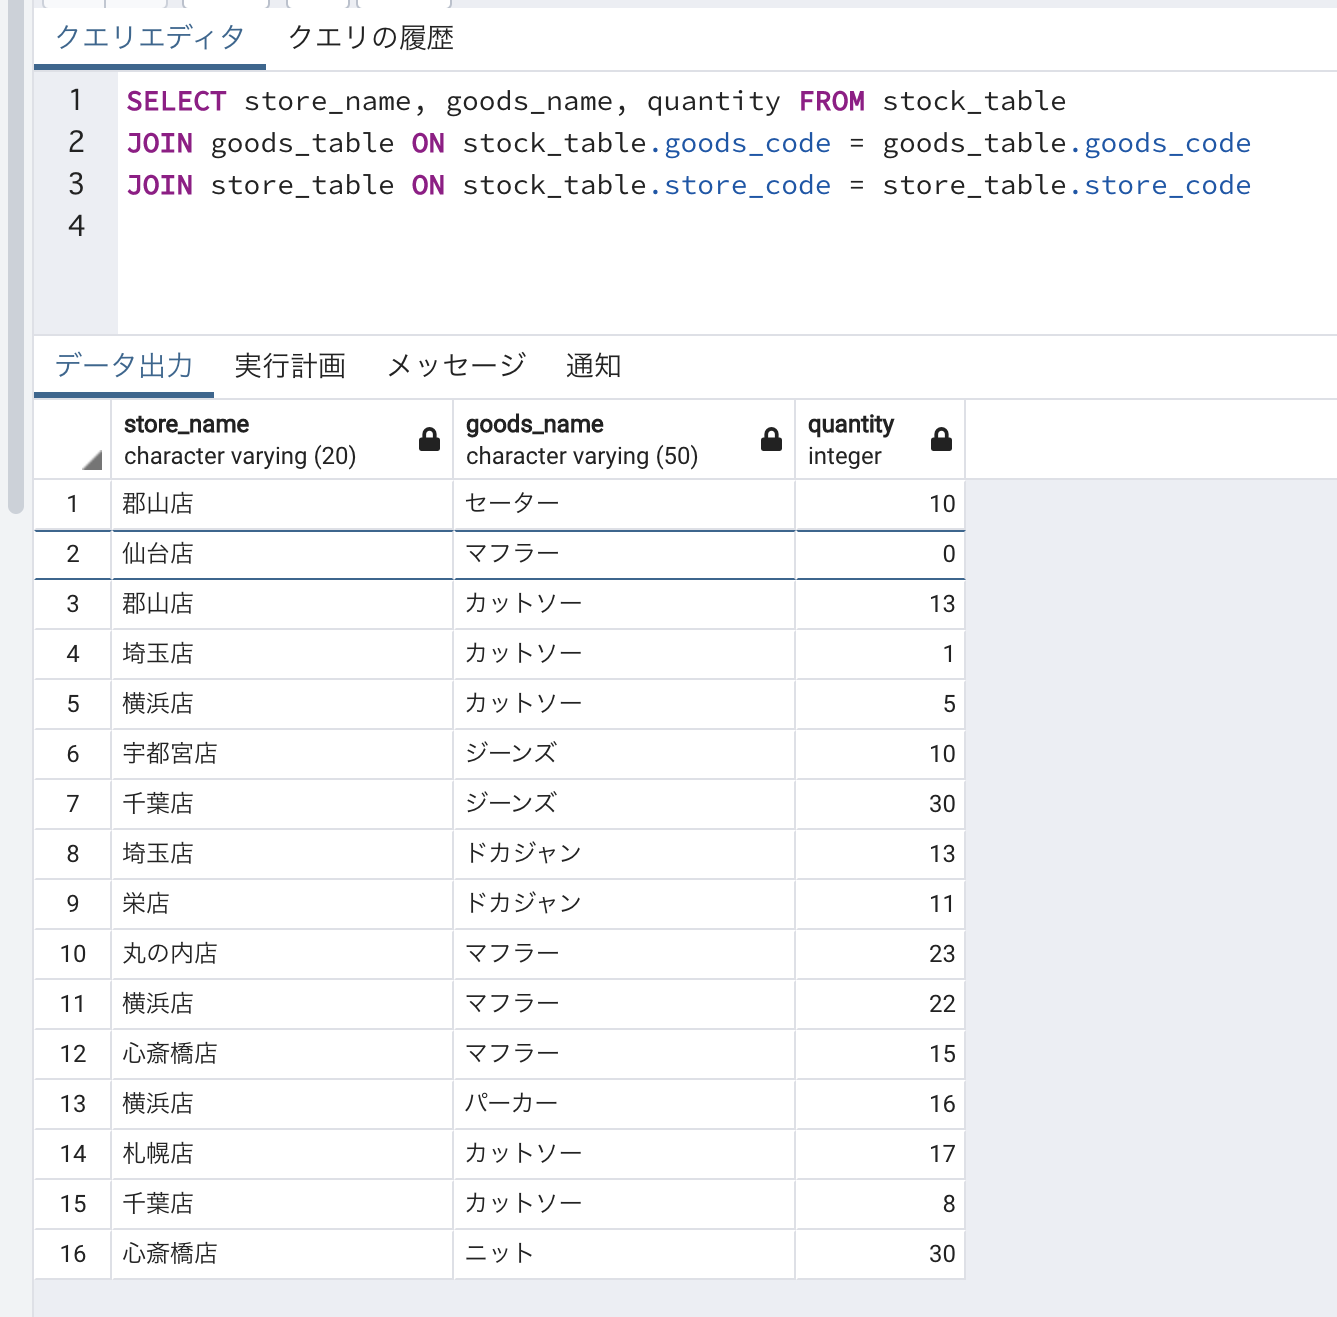 クエリエディタ クエリの履歴
1 SELECT store_name, goods_name, quantity FROM stock_table
2 JOIN goods_table ON stock_table.goods_code = goods_table.goods_code
3 JOIN store_table ON stock_table.store_code = store_table.store_code
4
データ出力 実行計画 メッセージ 通知
store_name goods_name quantity
character varying (20) character varying (50) integer
1 郡山店 セーター 10
2 仙台店 マフラー 0
3 郡山店 カットソー 13
4 埼玉店 カットソー 1
5 横浜店 カットソー 5
6 宇都宮店 ジーンズ 10
7 千葉店 ジーンズ 30
8 埼玉店 ドカジャン 13
9 栄店 ドカジャン 11
10 丸の内店 マフラー 23
11 横浜店 マフラー 22
12 心斎橋店 マフラー 15
13 横浜店 パーカー 16
14 札幌店 カットソー 17
15 千葉店 カットソー 8
16 心斎橋店 ニット 30